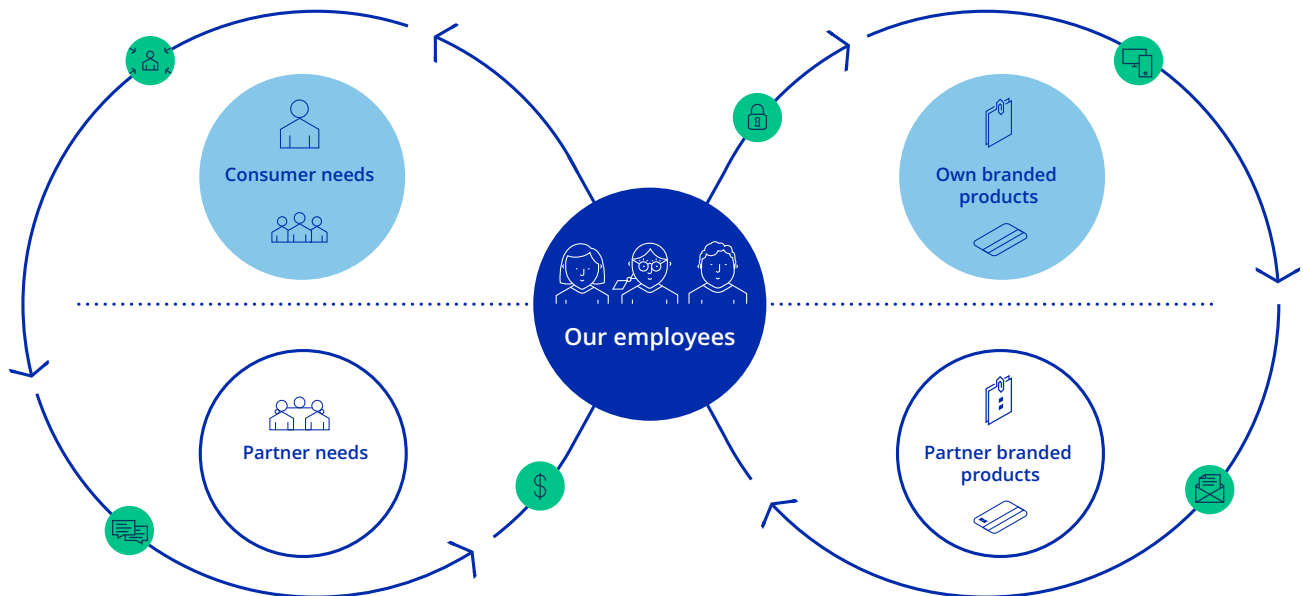 Consumer needs
Own branded
products
Our employees
Partner needs
Partner branded
products